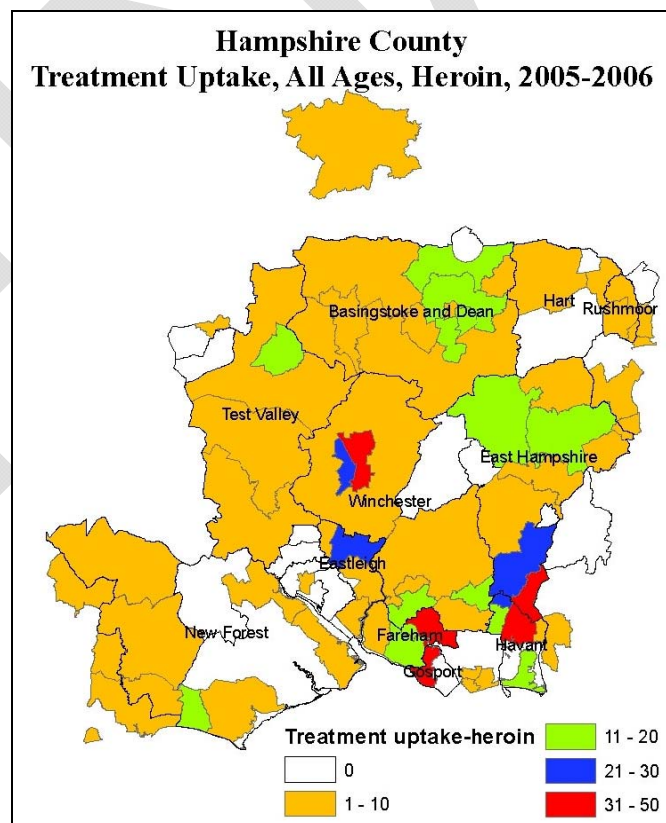 Hampshire County
Treatment Uptake, All Ages, Heroin, 2005-2006
Hart
Basingstoke and Dean
Rushmoor
Test Valley
East Hampshire
Winchester
Eastleigh
New Forest
Fareham
Havant
Gosport
Treatment uptake-heroin
0
1 - 10
11 - 20
21 - 30
31 - 50